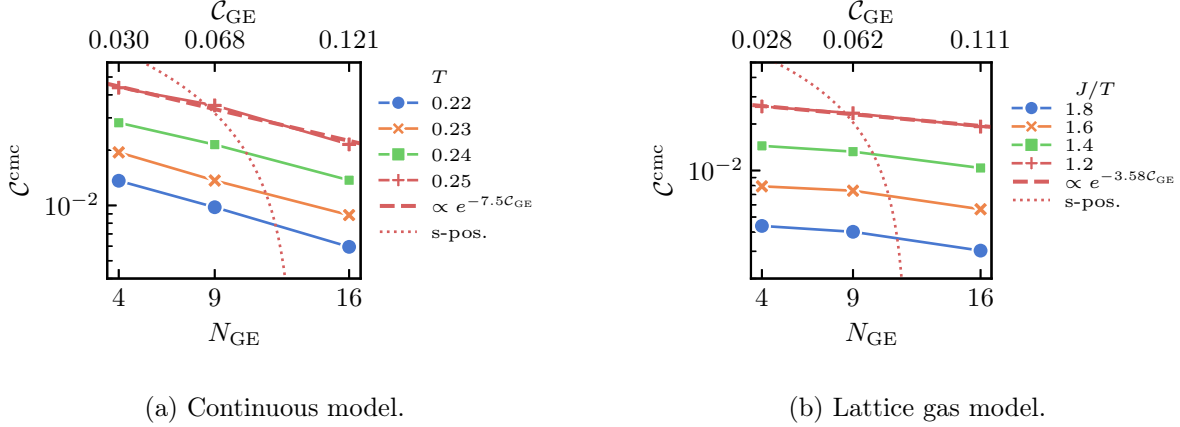 𝒞_GE
0.030 0.068 0.121
𝒞^cmc
10^−2
4 9 16
N_GE
T
0.22
0.23
0.24
0.25
∝ e^−7.5𝒞_GE
s-pos.
(a) Continuous model.
𝒞_GE
0.028 0.062 0.111
𝒞^cmc
10^−2
4 9 16
N_GE
J/T
1.8
1.6
1.4
1.2
∝ e^−3.58𝒞_GE
s-pos.
(b) Lattice gas model.